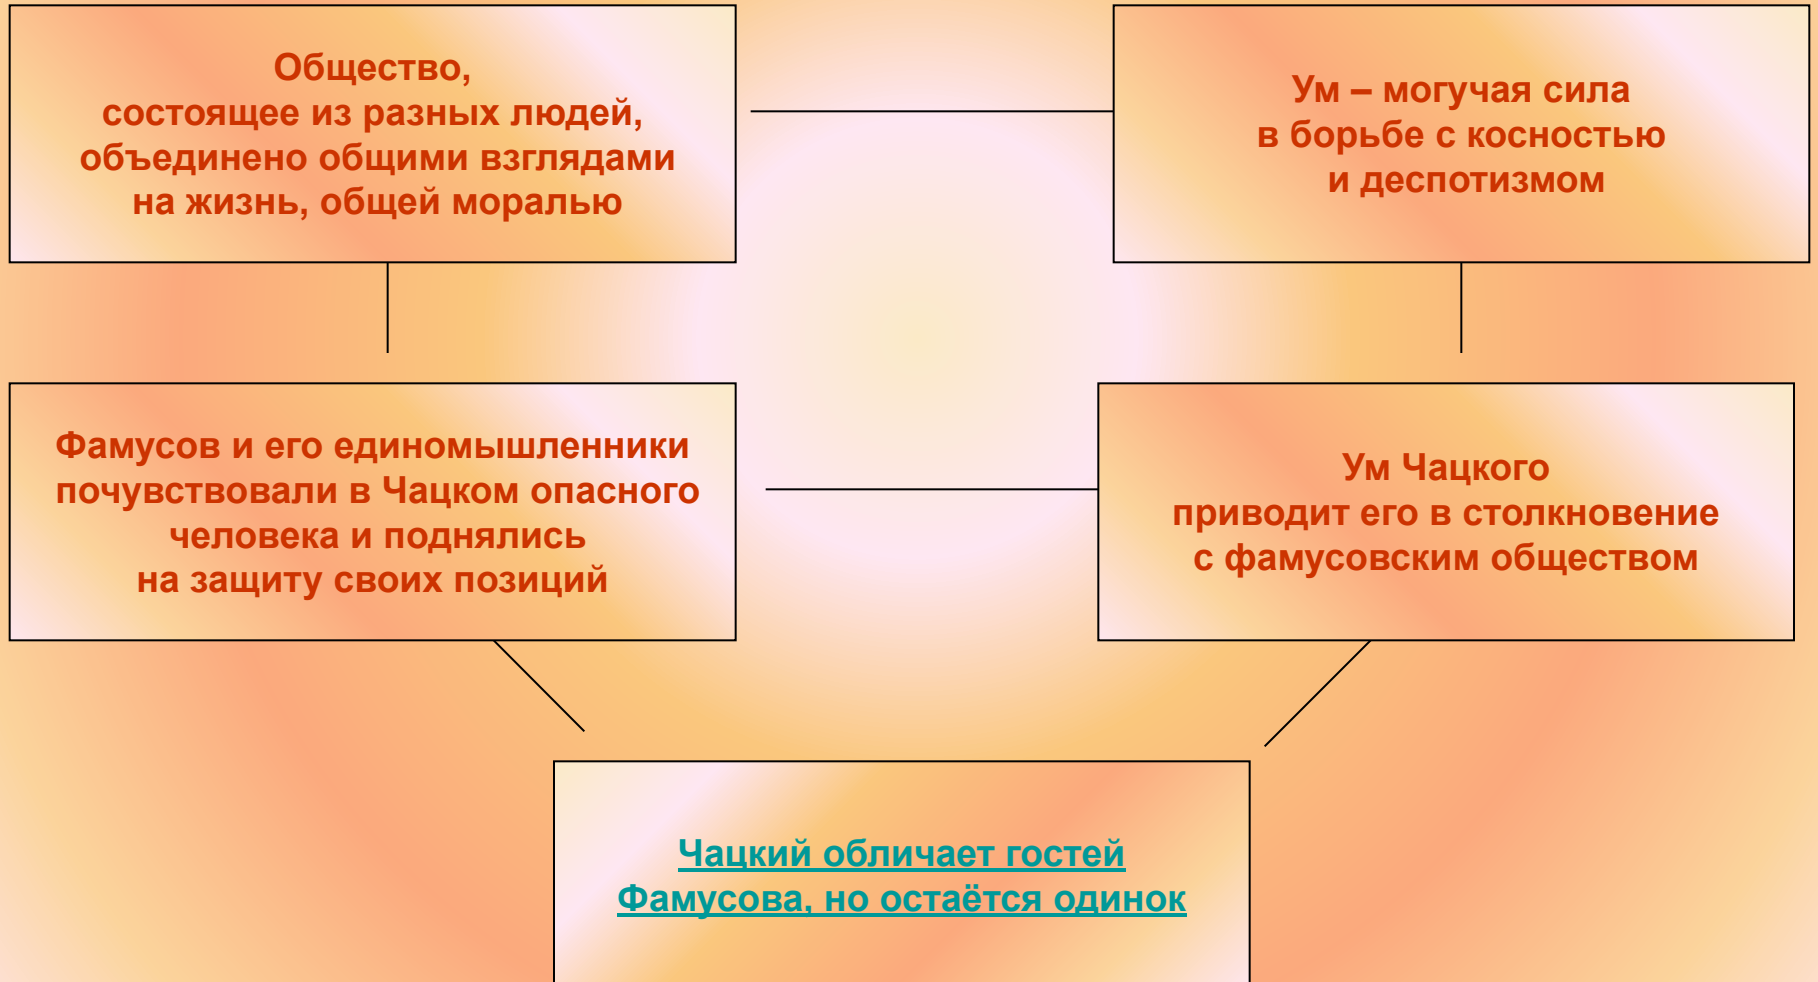 Общество,
состоящее из разных людей,
объединено общими взглядами
на жизнь, общей моралью
Ум – могучая сила
в борьбе с косностью
и деспотизмом
Фамусов и его единомышленники
почувствовали в Чацком опасного
человека и поднялись
на защиту своих позиций
Ум Чацкого
приводит его в столкновение
с фамусовским обществом
Чацкий обличает гостей
Фамусова, но остаётся одинок